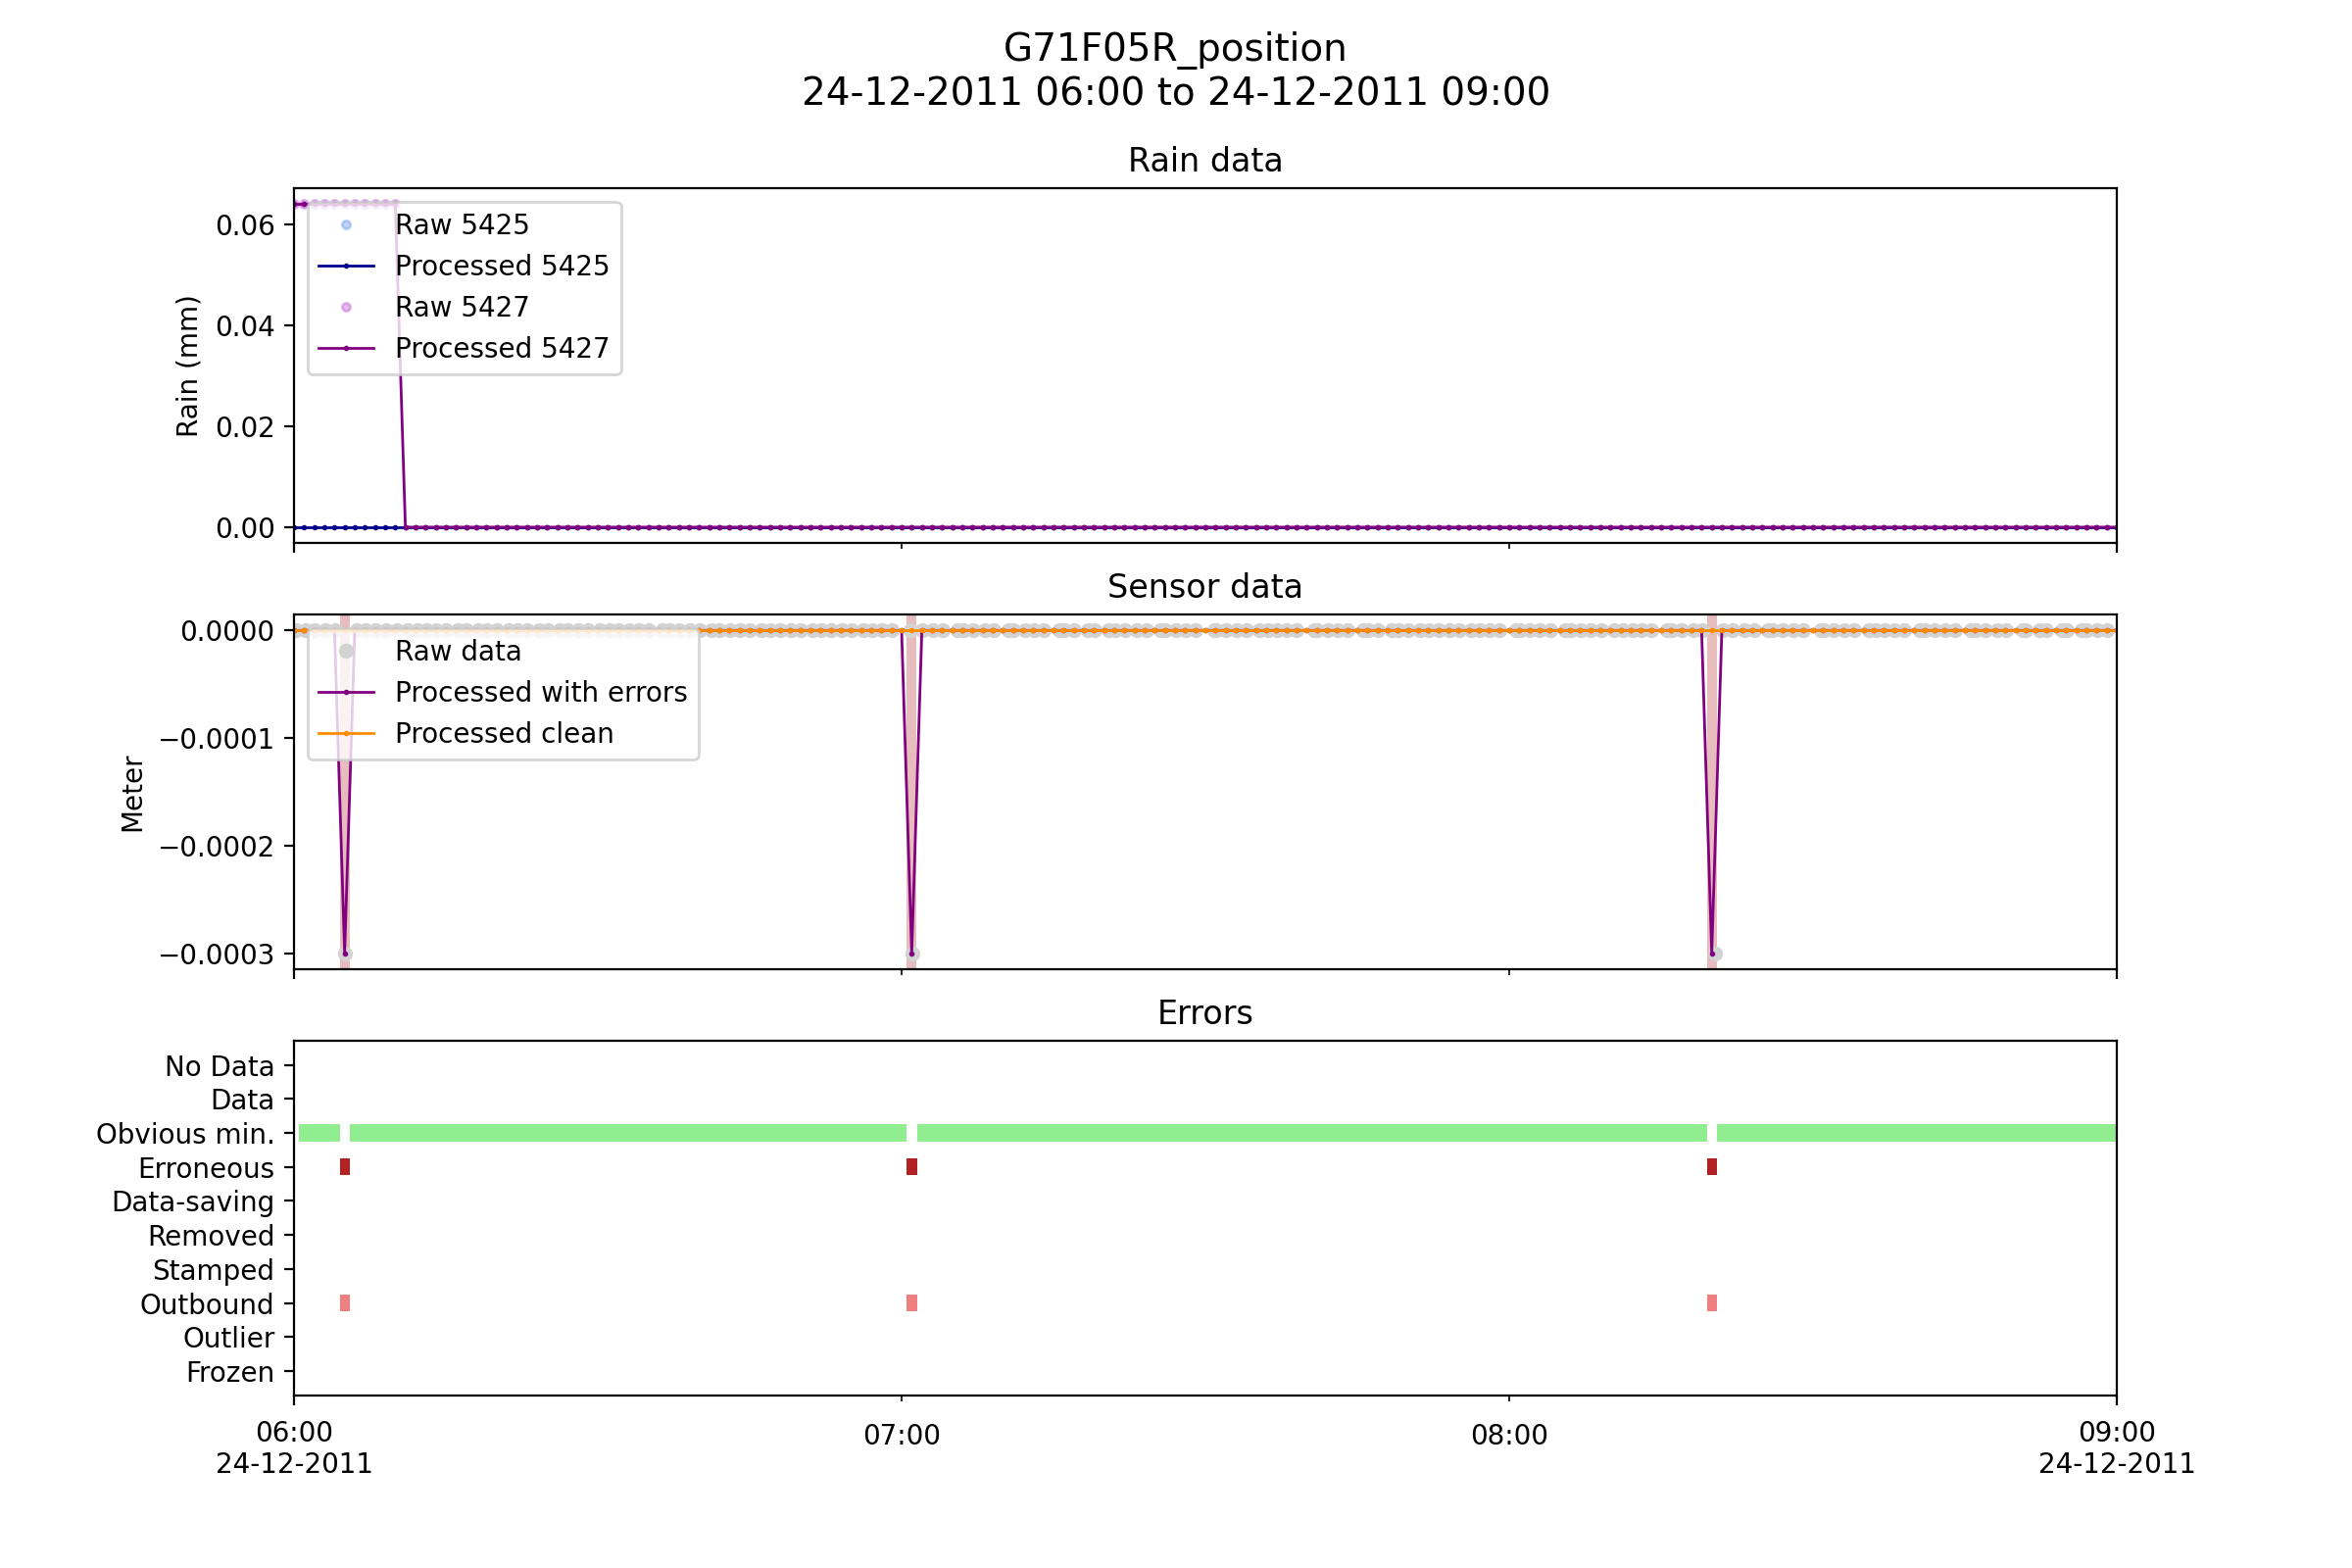 G71F05R_position
24-12-2011 06:00 to 24-12-2011 09:00
Rain data
Rain (mm)
0.06
0.04
0.02
0.00
Raw 5425
Processed 5425
Raw 5427
Processed 5427
Sensor data
Meter
0.0000
−0.0001
−0.0002
−0.0003
Raw data
Processed with errors
Processed clean
Errors
No Data
Data
Obvious min.
Erroneous
Data-saving
Removed
Stamped
Outbound
Outlier
Frozen
06:00
24-12-2011
07:00
08:00
09:00
24-12-2011